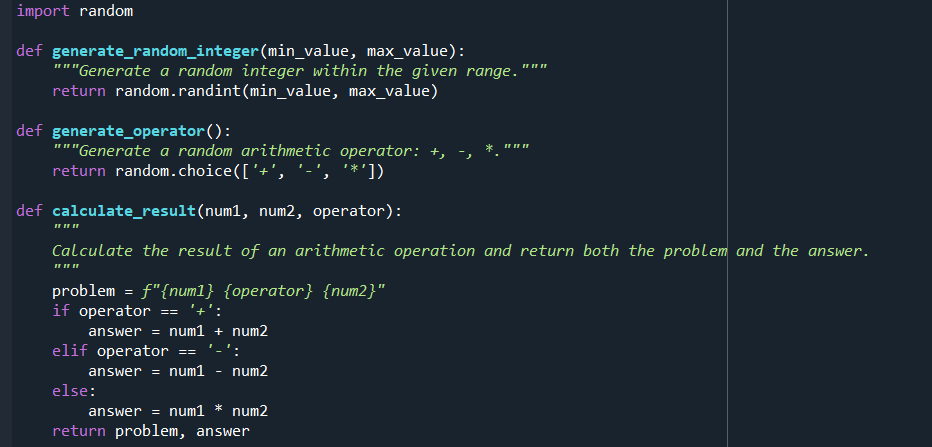 import random
def generate_random_integer(min_value, max_value):
"""Generate a random integer within the given range."""
return random.randint(min_value, max_value)
def generate_operator():
"""Generate a random arithmetic operator: +, -, *."""
return random.choice(['+', '-', '*'])
def calculate_result(num1, num2, operator):
"""
Calculate the result of an arithmetic operation and return both the problem and the answer.
"""
problem = f"{num1} {operator} {num2}"
if operator == '+':
answer = num1 + num2
elif operator == '-':
answer = num1 - num2
else:
answer = num1 * num2
return problem, answer